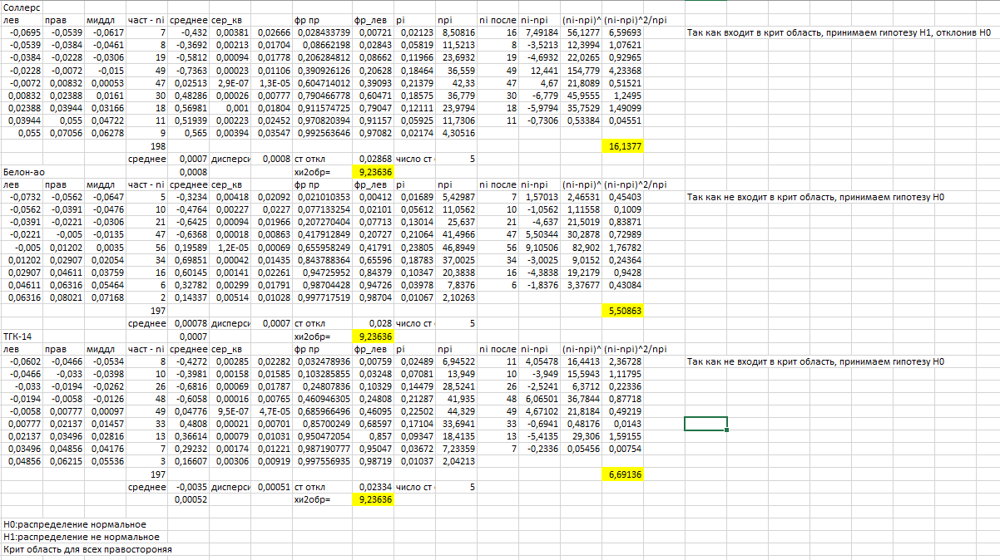 Соллерс
лев прав миддл част - ni среднее сер_кв фр пр фр_лев pi npi ni после ni-npi (ni-npi)^ (ni-npi)^2/npi
-0,0695 -0,0539 -0,0617 7 -0,432 0,00381 0,02666 0,028433739 0,00721 0,02123 8,50816 16 7,49184 56,1277 6,59693 Так как входит в крит область, принимаем гипотезу H1, отклонив H0
-0,0539 -0,0384 -0,0461 8 -0,3692 0,00213 0,01704 0,08662198 0,02843 0,05819 11,5213 8 -3,5213 12,3994 1,07621
-0,0384 -0,0228 -0,0306 19 -0,5812 0,00094 0,01778 0,206284812 0,08662 0,11966 23,6932 19 -4,6932 22,0265 0,92965
-0,0228 -0,0072 -0,015 49 -0,7363 0,00023 0,01106 0,390926126 0,20628 0,18464 36,559 49 12,441 154,779 4,23368
-0,0072 0,00832 0,00053 47 0,02513 2,9E-07 1,3E-05 0,604714012 0,39093 0,21379 42,33 47 4,67 21,8089 0,51521
0,00832 0,02388 0,0161 30 0,48286 0,00026 0,00777 0,790466778 0,60471 0,18575 36,779 30 -6,779 45,9555 1,2495
0,02388 0,03944 0,03166 18 0,56981 0,001 0,01804 0,911574725 0,79047 0,12111 23,9794 18 -5,9794 35,7529 1,49099
0,03944 0,055 0,04722 11 0,51939 0,00223 0,02452 0,970820394 0,91157 0,05925 11,7306 11 -0,7306 0,53384 0,04551
0,055 0,07056 0,06278 9 0,565 0,00394 0,03547 0,992563646 0,97082 0,02174 4,30516
198 16,1377
среднее 0,0007 дисперси 0,0008 ст откл 0,02868 число ст 5
Белон-ао 0,0008 хи2обр= 9,23636
лев прав миддл част - ni среднее сер_кв фр пр фр_лев pi npi ni после ni-npi (ni-npi)^ (ni-npi)^2/npi
-0,0732 -0,0562 -0,0647 5 -0,3234 0,00418 0,02092 0,021010353 0,00412 0,01689 5,42987 7 1,57013 2,46531 0,45403 Так как не входит в крит область, принимаем гипотезу H0
-0,0562 -0,0391 -0,0476 10 -0,4764 0,00227 0,0227 0,077133254 0,02101 0,05612 11,0562 10 -1,0562 1,11558 0,1009
-0,0391 -0,0221 -0,0306 21 -0,6425 0,00094 0,01966 0,207270404 0,07713 0,13014 25,637 21 -4,637 21,5019 0,83871
-0,0221 -0,005 -0,0135 47 -0,6368 0,00018 0,00863 0,417912849 0,20727 0,21064 41,4966 47 5,50344 30,2878 0,72989
-0,005 0,01202 0,0035 56 0,19589 1,2E-05 0,00069 0,655958249 0,41791 0,23805 46,8949 56 9,10506 82,902 1,76782
0,01202 0,02907 0,02054 34 0,69851 0,00042 0,01435 0,843788364 0,65596 0,18783 37,0025 34 -3,0025 9,0152 0,24364
0,02907 0,04611 0,03759 16 0,60145 0,00141 0,02261 0,94725952 0,84379 0,10347 20,3838 16 -4,3838 19,2179 0,9428
0,04611 0,06316 0,05464 6 0,32782 0,00299 0,01791 0,98704428 0,94726 0,03978 7,8376 6 -1,8376 3,37677 0,43084
0,06316 0,08021 0,07168 2 0,14337 0,00514 0,01028 0,997717519 0,98704 0,01067 2,10263
197 5,50863
среднее 0,00078 дисперси 0,0007 ст откл 0,028 число ст 5
ТГК-14 0,0007 хи2обр= 9,23636
лев прав миддл част - ni среднее сер_кв фр пр фр_лев pi npi ni после ni-npi (ni-npi)^ (ni-npi)^2/npi
-0,0602 -0,0466 -0,0534 8 -0,4272 0,00285 0,02282 0,032478936 0,00759 0,02489 6,94522 11 4,05478 16,4413 2,36728 Так как не входит в крит область, принимаем гипотезу H0
-0,0466 -0,033 -0,0398 10 -0,3981 0,00158 0,01585 0,103285855 0,03248 0,07081 13,949 10 -3,949 15,5943 1,11795
-0,033 -0,0194 -0,0262 26 -0,6816 0,00069 0,01787 0,24807836 0,10329 0,14479 28,5241 26 -2,5241 6,3712 0,22336
-0,0194 -0,0058 -0,0126 48 -0,6058 0,00016 0,00765 0,460946305 0,24808 0,21287 41,935 48 6,06501 36,7844 0,87718
-0,0058 0,00777 0,00097 49 0,04776 9,5E-07 4,7E-05 0,685966496 0,46095 0,22502 44,329 49 4,67102 21,8184 0,49219
0,00777 0,02137 0,01457 33 0,4808 0,00021 0,00701 0,85700249 0,68597 0,17104 33,6941 33 -0,6941 0,48176 0,0143
0,02137 0,03496 0,02816 13 0,36614 0,00079 0,01031 0,950472054 0,857 0,09347 18,4135 13 -5,4135 29,306 1,59155
0,03496 0,04856 0,04176 7 0,29232 0,00174 0,01221 0,987190777 0,95047 0,03672 7,23359 7 -0,2336 0,05456 0,00754
0,04856 0,06215 0,05536 3 0,16607 0,00306 0,00919 0,997556935 0,98719 0,01037 2,04213
197 6,69136
среднее -0,0035 дисперси 0,00051 ст откл 0,02334 число ст 5
0,00052 хи2обр= 9,23636
H0:распределение нормальное
H1:распределение не нормальное
Крит область для всех правостороняя